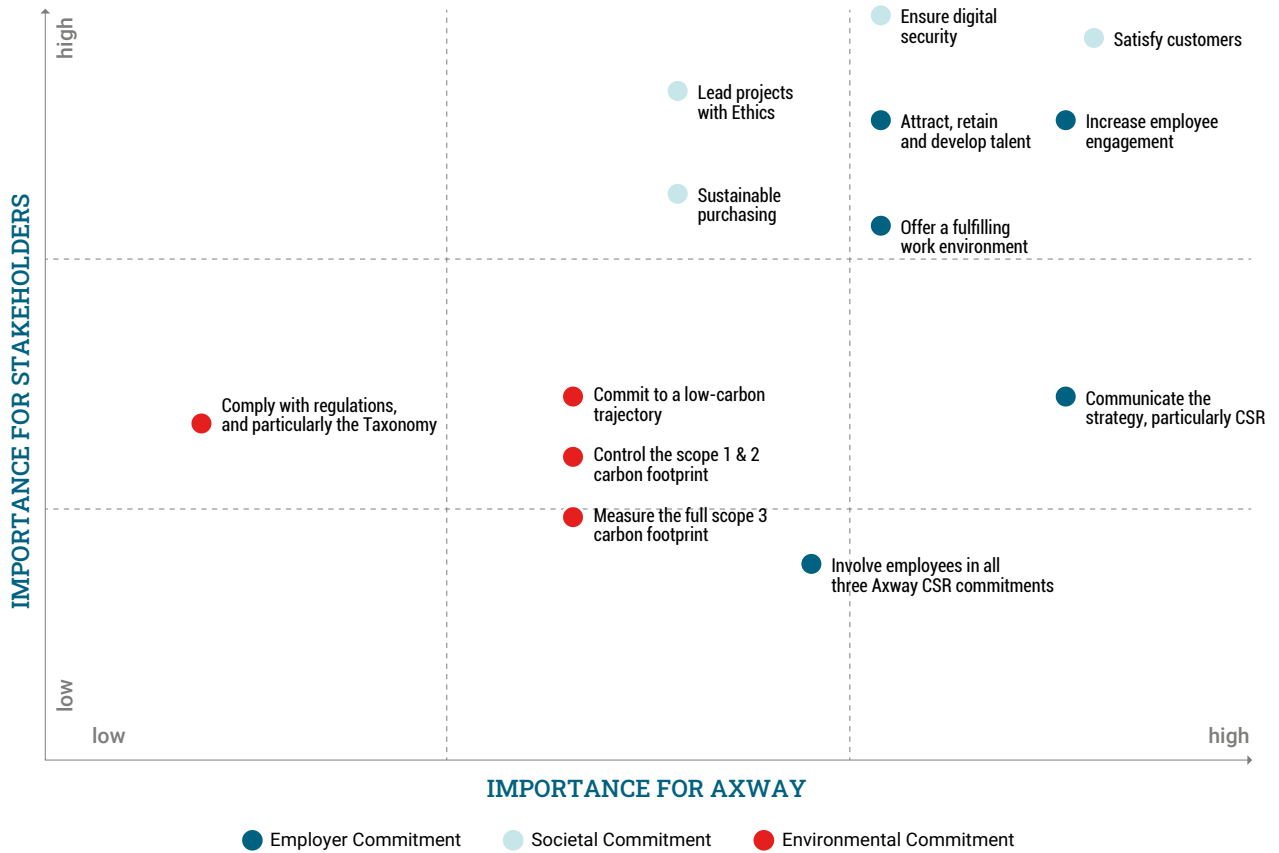 high
Ensure digital
security
Satisfy customers
Lead projects
with Ethics
Attract, retain
and develop talent
Increase employee
engagement
Sustainable
purchasing
Offer a fulfilling
work environment
IMPORTANCE FOR STAKEHOLDERS
Comply with regulations,
and particularly the Taxonomy
Commit to a low-carbon
trajectory
Communicate the
strategy, particularly CSR
Control the scope 1 & 2
carbon footprint
Measure the full scope 3
carbon footprint
Involve employees in all
three Axway CSR commitments
low
low
high
IMPORTANCE FOR AXWAY
Employer Commitment
Societal Commitment
Environmental Commitment